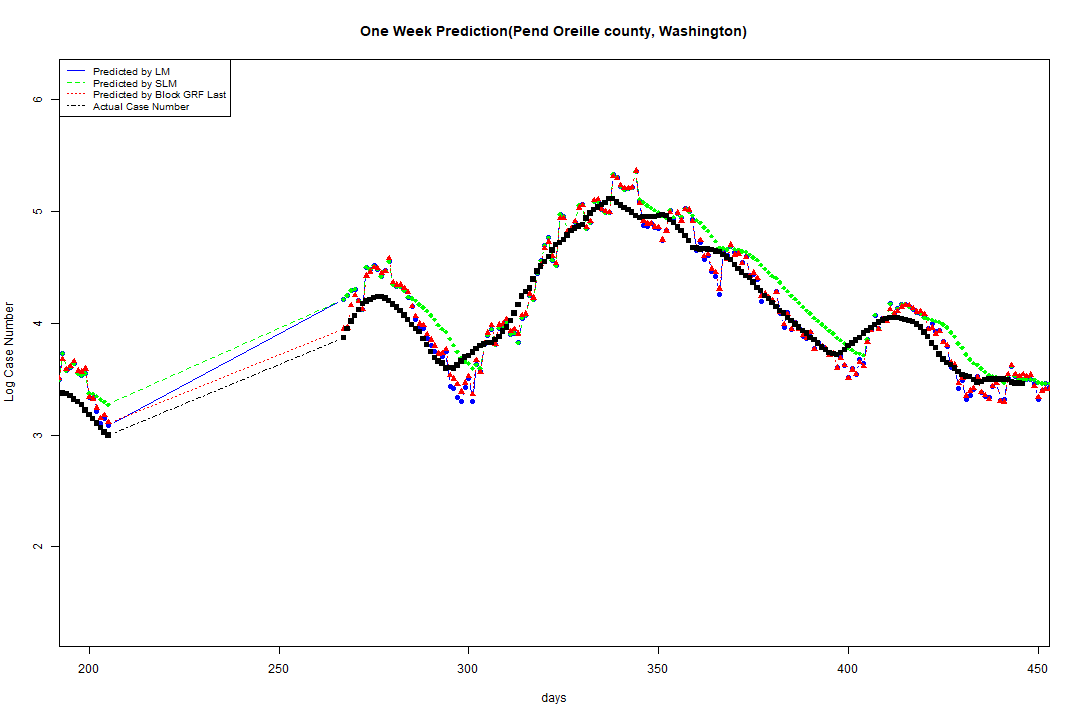 One Week Prediction(Pend Oreille county, Washington)
Predicted by LM
Predicted by SLM
Predicted by Block GRF Last
Actual Case Number
6
5
4
3
2
Log Case Number
200 250 300 350 400 450
days